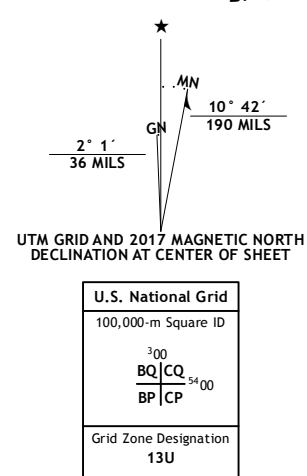 ★
MN
GN
10° 42´
190 MILS
2° 1´
36 MILS
UTM GRID AND 2017 MAGNETIC NORTH
DECLINATION AT CENTER OF SHEET
U.S. National Grid
100,000-m Square ID
³00
BQ CQ
⁵⁴00
BP CP
Grid Zone Designation
13U